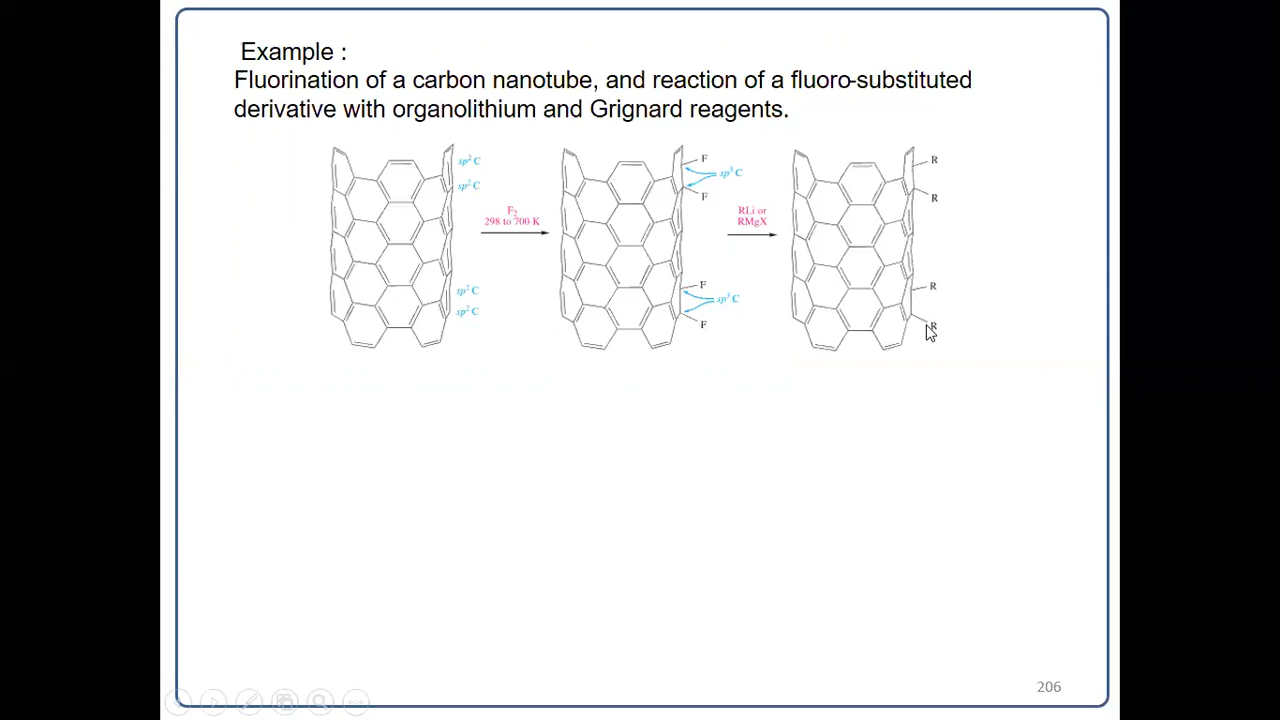 Example :
Fluorination of a carbon nanotube, and reaction of a fluoro-substituted
derivative with organolithium and Grignard reagents.
sp² C
sp² C
sp² C
sp² C
F₂
298 to 700 K
F
sp³ C
F
F
sp³ C
F
RLi or
RMgX
R
R
R
R
206